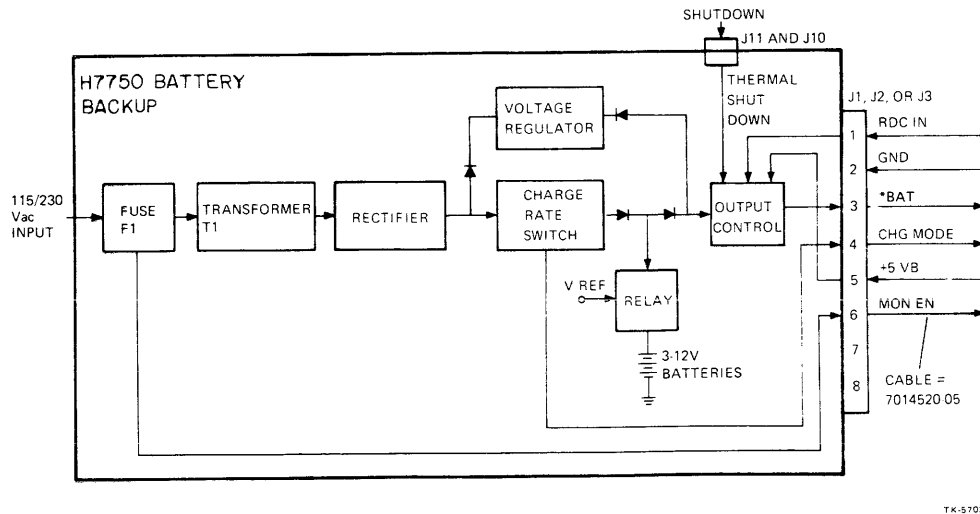 SHUTDOWN
J11 AND J10
H7750 BATTERY
BACKUP
THERMAL
SHUT
DOWN
J1, J2, OR J3
VOLTAGE
REGULATOR
1 RDC IN
2 GND
115/230
Vac
INPUT
FUSE
F1
TRANSFORMER
T1
RECTIFIER
CHARGE
RATE
SWITCH
OUTPUT
CONTROL
3 *BAT
4 CHG MODE
5 +5 VB
V REF
RELAY
6 MON EN
7
8
3-12V
BATTERIES
CABLE =
7014520-05